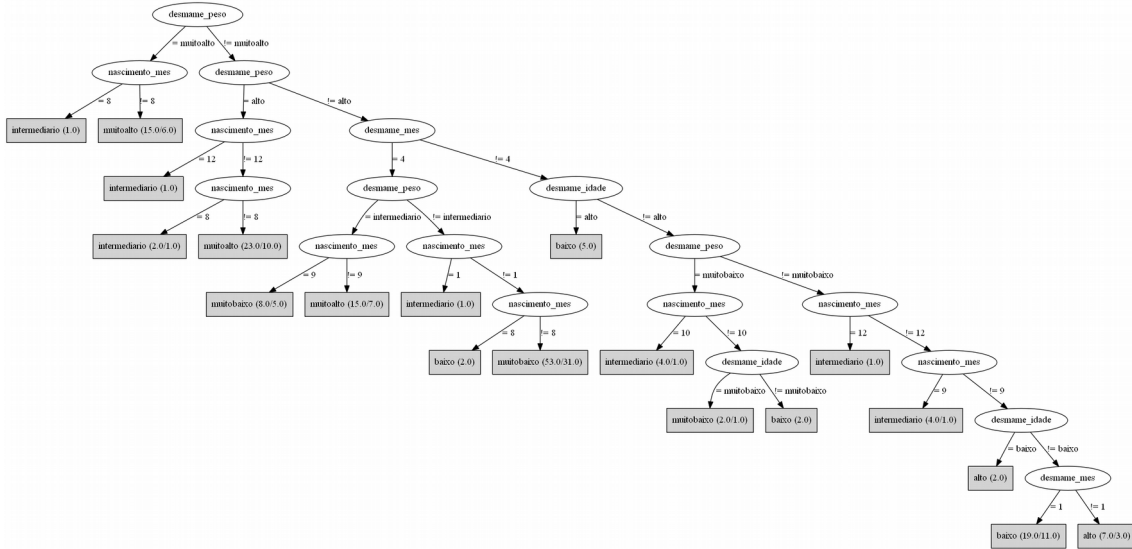 desmame_peso
= muitoalto
!= muitoalto
nascimento_mes
desmame_peso
= 8
!= 8
= alto
!= alto
intermediario (1.0)
muitoalto (15.0/6.0)
nascimento_mes
desmame_mes
= 12
!= 12
= 4
!= 4
intermediario (1.0)
nascimento_mes
desmame_peso
desmame_idade
= 8
!= 8
= intermediario
!= intermediario
= alto
!= alto
intermediario (2.0/1.0)
muitoalto (23.0/10.0)
nascimento_mes
nascimento_mes
baixo (5.0)
desmame_peso
= 9
!= 9
= 1
!= 1
= muitobaixo
!= muitobaixo
muitobaixo (8.0/5.0)
muitoalto (15.0/7.0)
intermediario (1.0)
nascimento_mes
nascimento_mes
nascimento_mes
= 8
!= 8
= 10
!= 10
= 12
!= 12
baixo (2.0)
muitobaixo (53.0/31.0)
intermediario (4.0/1.0)
desmame_idade
intermediario (1.0)
nascimento_mes
= muitobaixo
!= muitobaixo
= 9
!= 9
muitobaixo (2.0/1.0)
baixo (2.0)
intermediario (4.0/1.0)
desmame_idade
= baixo
!= baixo
alto (2.0)
desmame_mes
= 1
!= 1
baixo (19.0/11.0)
alto (7.0/3.0)